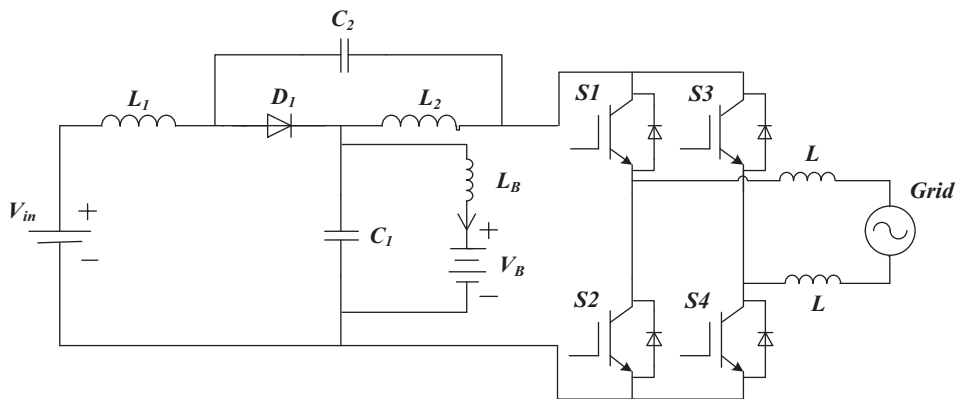 C2
L1
D1
L2
S1
S3
LB
L
Grid
Vin
+
−
C1
+
VB
−
S2
S4
L